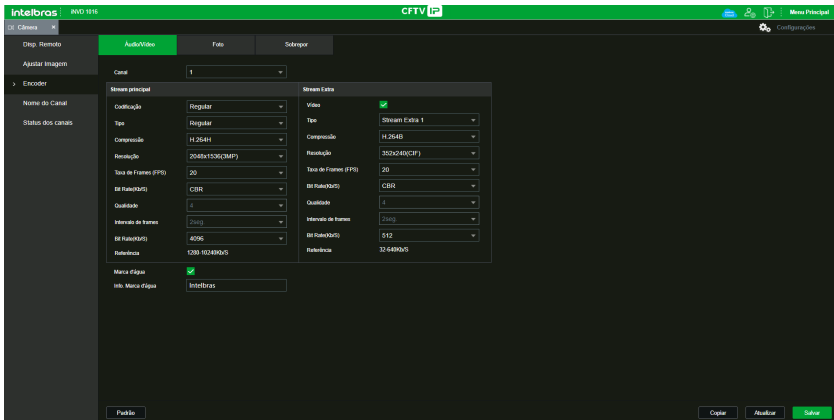 intelbras INVD 1016 CFTV IP Menu Principal
Câmera x Configurações
Disp. Remoto
Ajustar Imagem
> Encoder
Nome do Canal
Status dos canais
Áudio/Vídeo Foto Sobrepor
Canal 1
Stream principal
Codificação Regular
Tipo Regular
Compressão H.264H
Resolução 2048x1536(3MP)
Taxa de Frames (FPS) 20
Bit Rate(Kb/S) CBR
Qualidade 4
Intervalo de frames 2seg.
Bit Rate(Kb/S) 4096
Referência 1280-10240Kb/S
Stream Extra
Vídeo
Tipo Stream Extra 1
Compressão H.264B
Resolução 352x240(CIF)
Taxa de Frames (FPS) 20
Bit Rate(Kb/S) CBR
Qualidade 4
Intervalo de frames 2seg.
Bit Rate(Kb/S) 512
Referência 32-640Kb/S
Marca d'água
Info. Marca d'água Intelbras
Padrão Copiar Atualizar Salvar